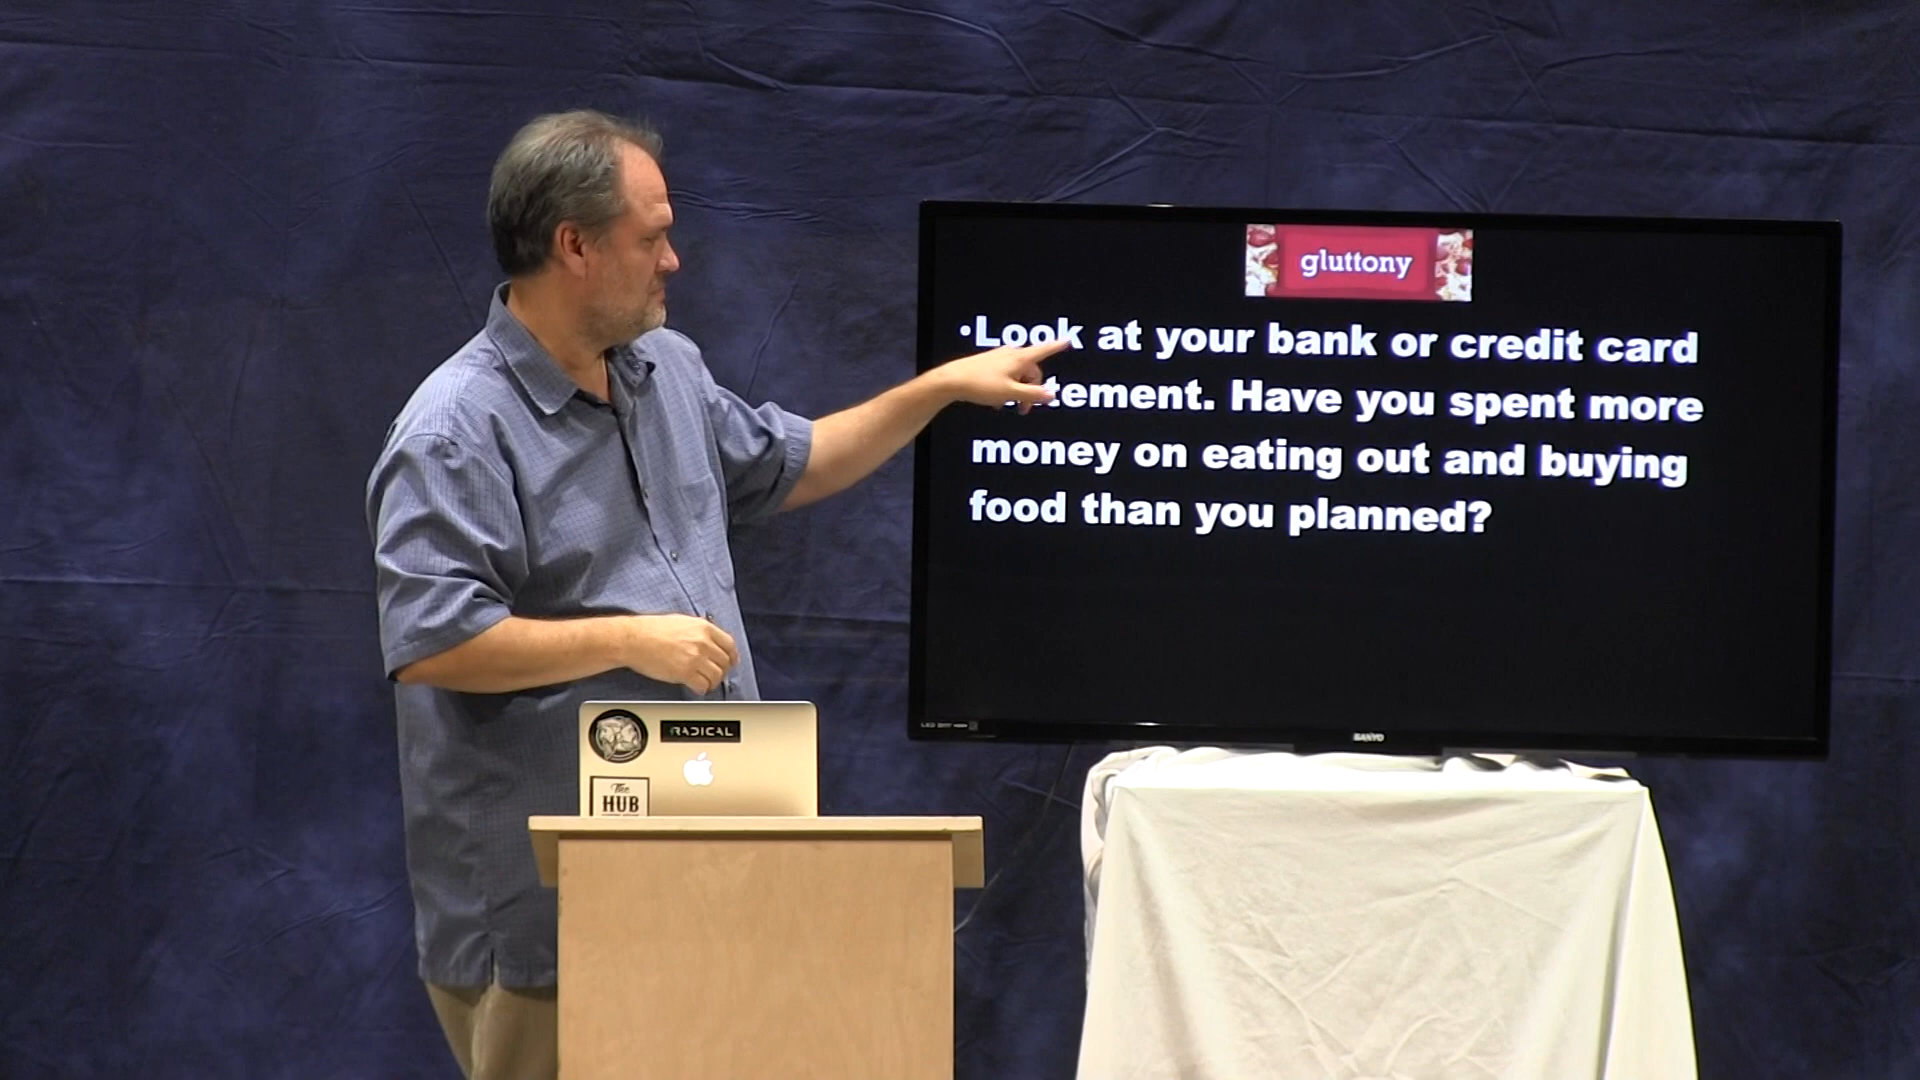 gluttony
•Look at your bank or credit card
tement. Have you spent more
money on eating out and buying
food than you planned?
RADICAL
The
HUB
SANYO